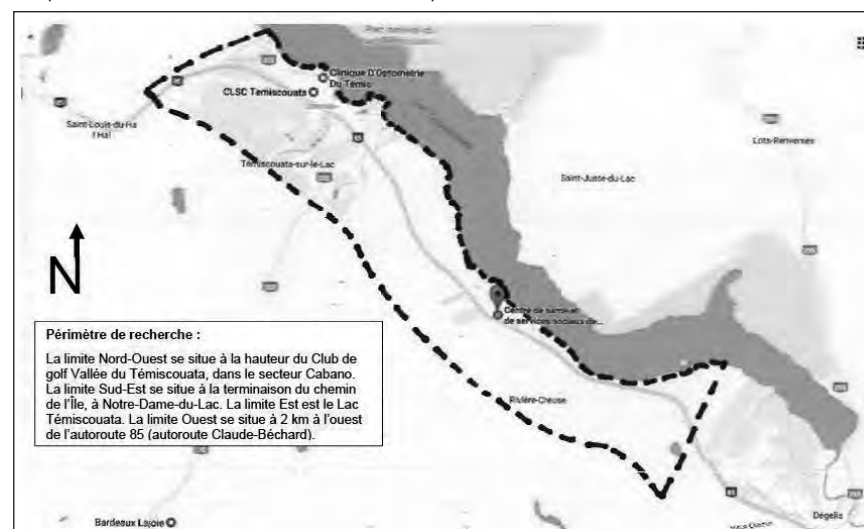 Clinique D'Optométrie
Du Témis
CLSC Temiscouata
Saint-Louis-du-Ha
! Ha!
85
Témiscouata-sur-le-Lac
Lots-Renversés
Saint-Juste-du-Lac
295
N
Centre de santé et
de services sociaux de...
Périmètre de recherche :
La limite Nord-Ouest se situe à la hauteur du Club de
golf Vallée du Témiscouata, dans le secteur Cabano.
La limite Sud-Est se situe à la terminaison du chemin
de l'Île, à Notre-Dame-du-Lac. La limite Est est le Lac
Témiscouata. La limite Ouest se situe à 2 km à l'ouest
de l'autoroute 85 (autoroute Claude-Béchard).
Rivière-Creuse
85
295
Dégelis
Bardeaux Lajoie